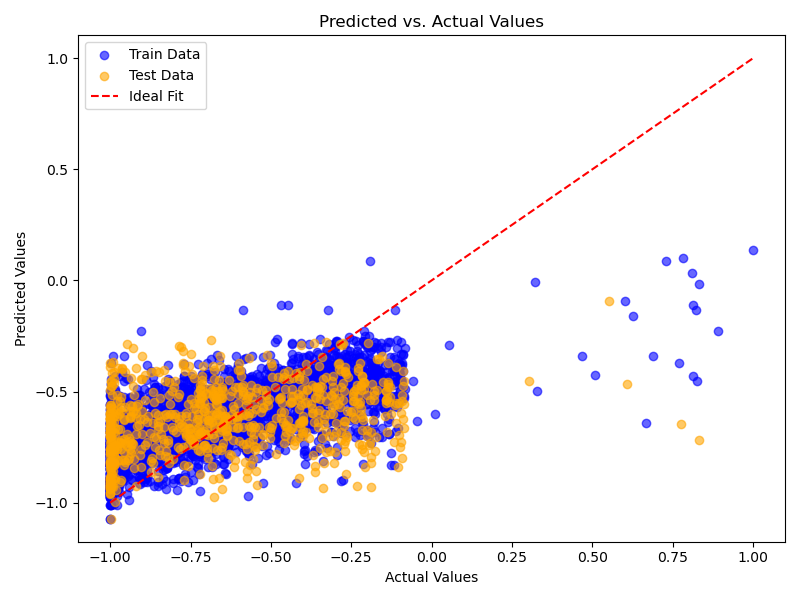 Predicted vs. Actual Values
Train Data
Test Data
Ideal Fit
Predicted Values
1.0
0.5
0.0
−0.5
−1.0
−1.00 −0.75 −0.50 −0.25 0.00 0.25 0.50 0.75 1.00
Actual Values